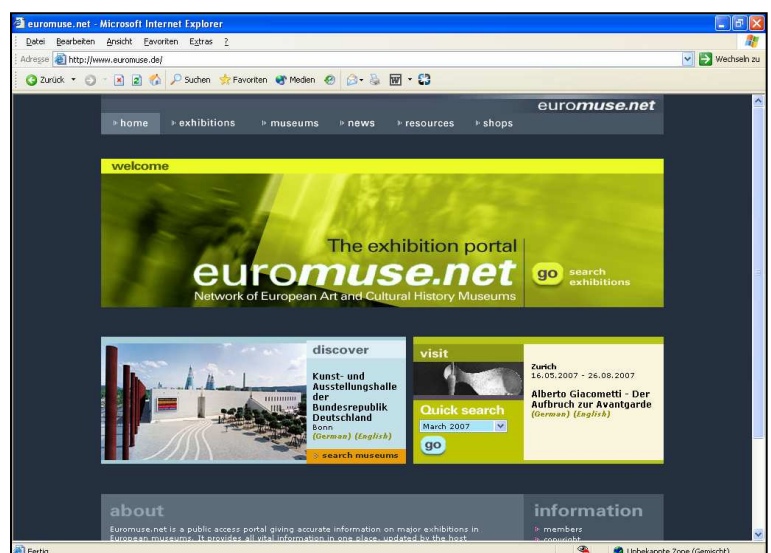 euromuse.net - Microsoft Internet Explorer
Datei Bearbeiten Ansicht Favoriten Extras ?
Adresse http://www.euromuse.de/ Wechseln zu
Zurück Suchen Favoriten Medien
euromuse.net
home exhibitions museums news resources shops
welcome
The exhibition portal
euromuse.net
Network of European Art and Cultural History Museums
go search
exhibitions
discover
Kunst- und
Ausstellungshalle
der
Bundesrepublik
Deutschland
Bonn
(German) (English)
search museums
visit
Quick search
March 2007
go
Zurich
16.05.2007 - 26.08.2007
Alberto Giacometti - Der
Aufbruch zur Avantgarde
(German) (English)
about
Euromuse.net is a public access portal giving accurate information on major exhibitions in
European museums. It provides all vital information in one place, updated by the host
information
members
copyright
Fertig Unbekannte Zone (Gemischt)